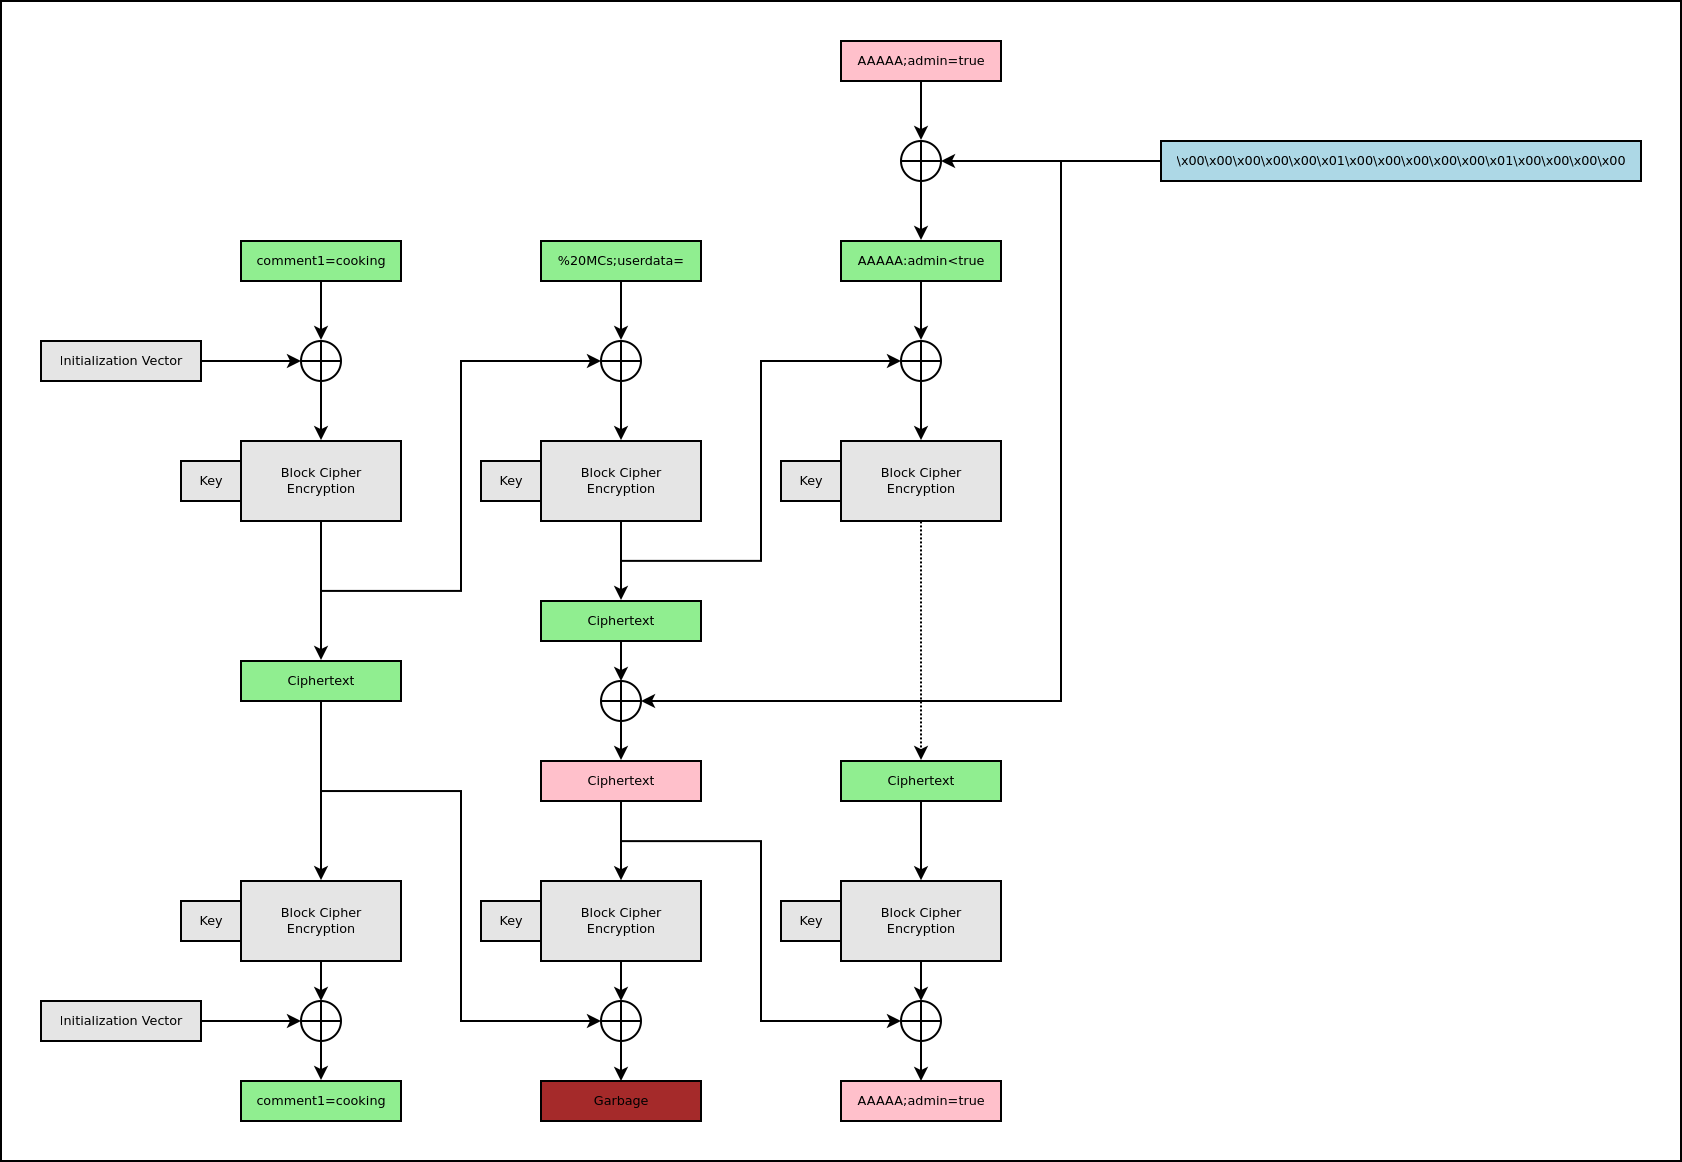 AAAAA;admin=true
\x00\x00\x00\x00\x00\x01\x00\x00\x00\x00\x00\x01\x00\x00\x00\x00
comment1=cooking
%20MCs;userdata=
AAAAA:admin<true
Initialization Vector
Key
Block Cipher
Encryption
Key
Block Cipher
Encryption
Key
Block Cipher
Encryption
Ciphertext
Ciphertext
Ciphertext
Ciphertext
Key
Block Cipher
Encryption
Key
Block Cipher
Encryption
Key
Block Cipher
Encryption
Initialization Vector
comment1=cooking
Garbage
AAAAA;admin=true